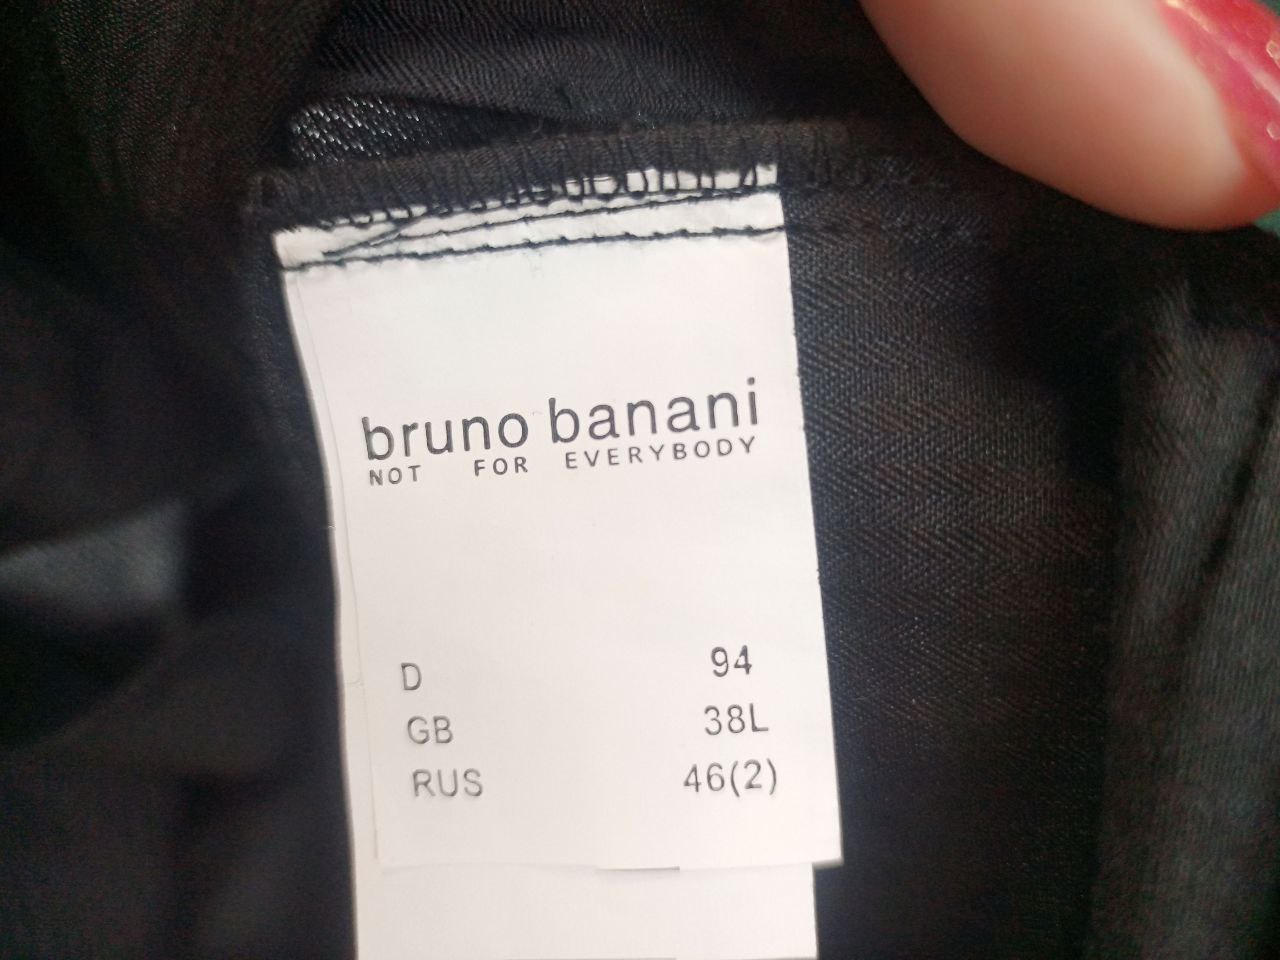 bruno banani
NOT FOR EVERYBODY
D 94
GB 38L
RUS 46(2)